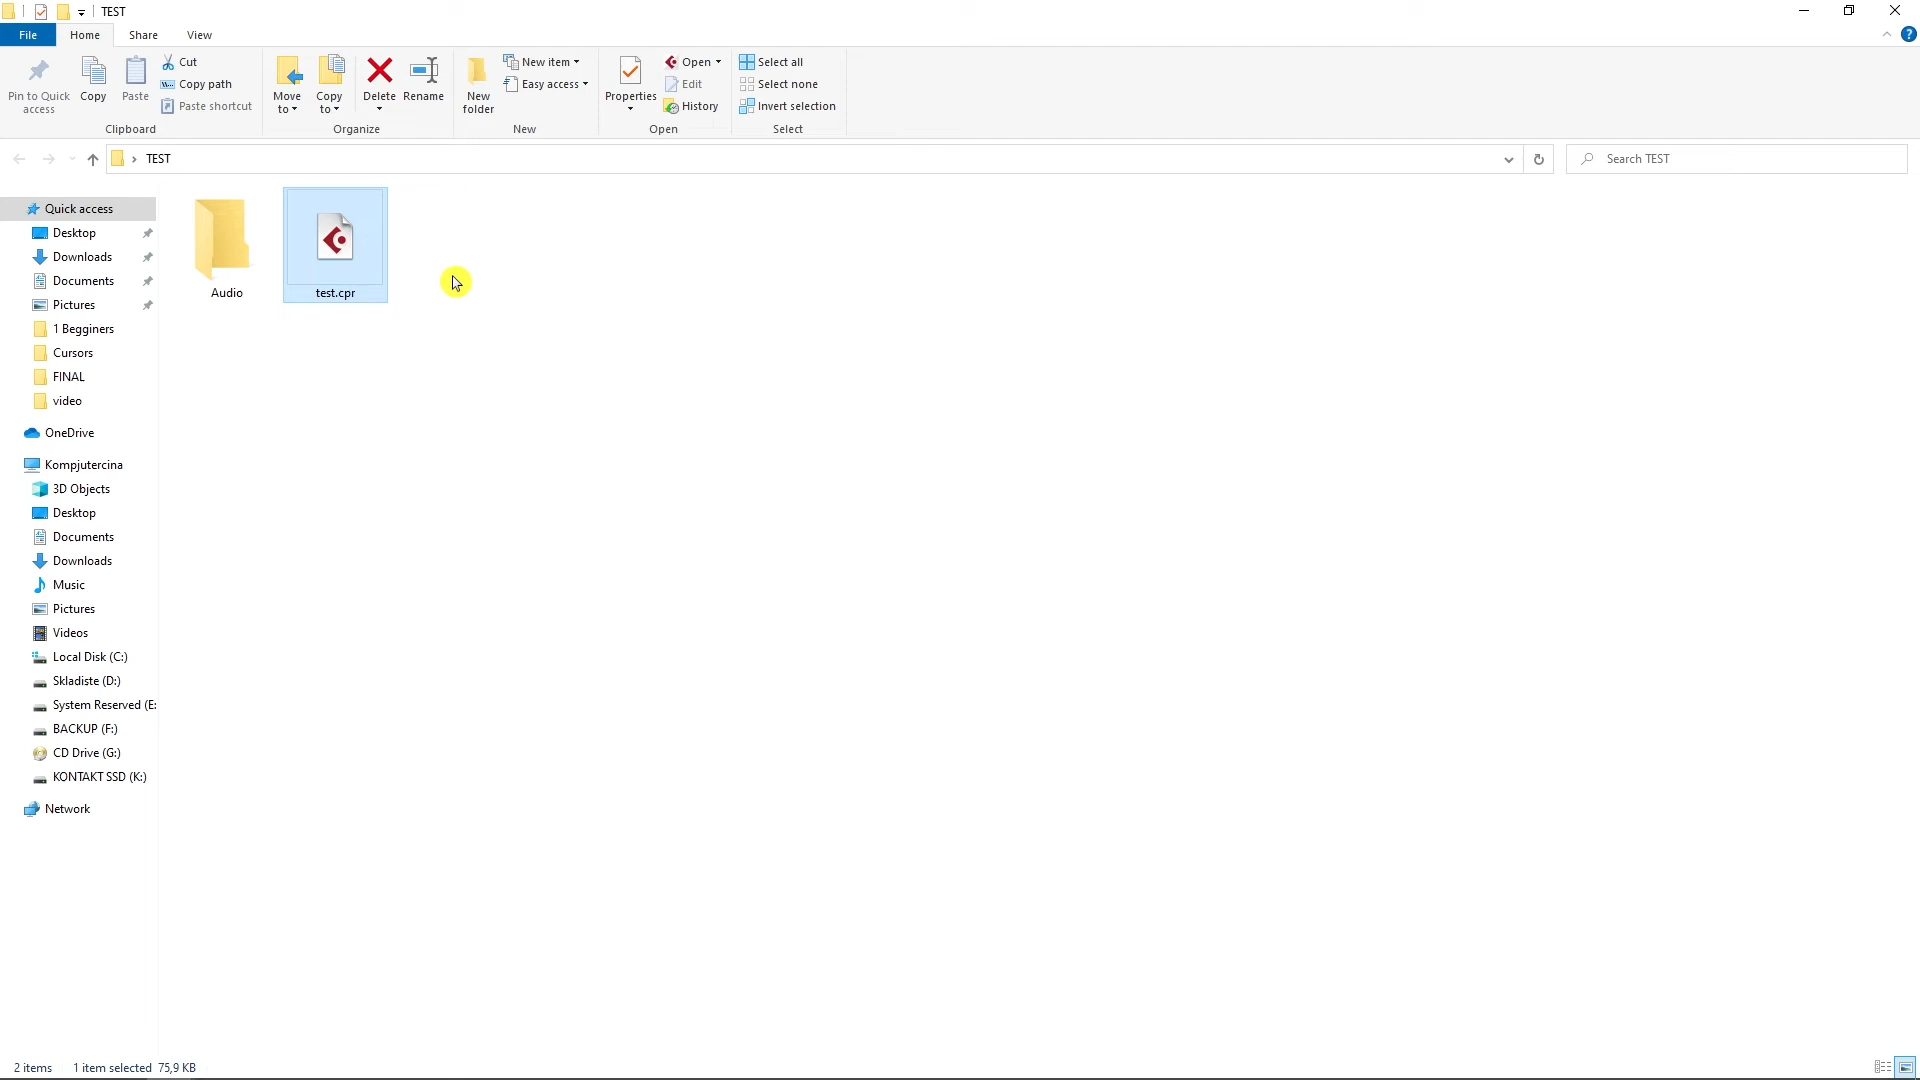 TEST
File Home Share View
Pin to Quick access
Copy
Paste
Cut
Copy path
Paste shortcut
Clipboard
Move to
Copy to
Delete
Rename
Organize
New folder
New item
Easy access
New
Properties
Open
Edit
History
Open
Select all
Select none
Invert selection
Select
TEST
Search TEST
Quick access
Desktop
Downloads
Documents
Pictures
1 Begginers
Cursors
FINAL
video
OneDrive
Kompjutercina
3D Objects
Desktop
Documents
Downloads
Music
Pictures
Videos
Local Disk (C:)
Skladiste (D:)
System Reserved (E:
BACKUP (F:)
CD Drive (G:)
KONTAKT SSD (K:)
Network
Audio
test.cpr
2 items 1 item selected 75,9 KB